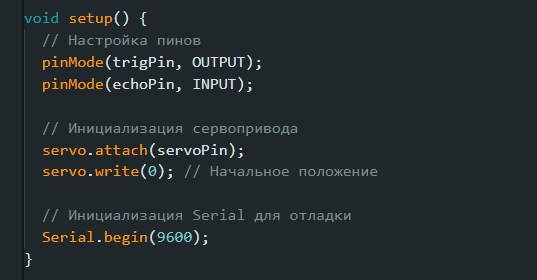 void setup() {
// Настройка пинов
pinMode(trigPin, OUTPUT);
pinMode(echoPin, INPUT);
// Инициализация сервопривода
servo.attach(servoPin);
servo.write(0); // Начальное положение
// Инициализация Serial для отладки
Serial.begin(9600);
}